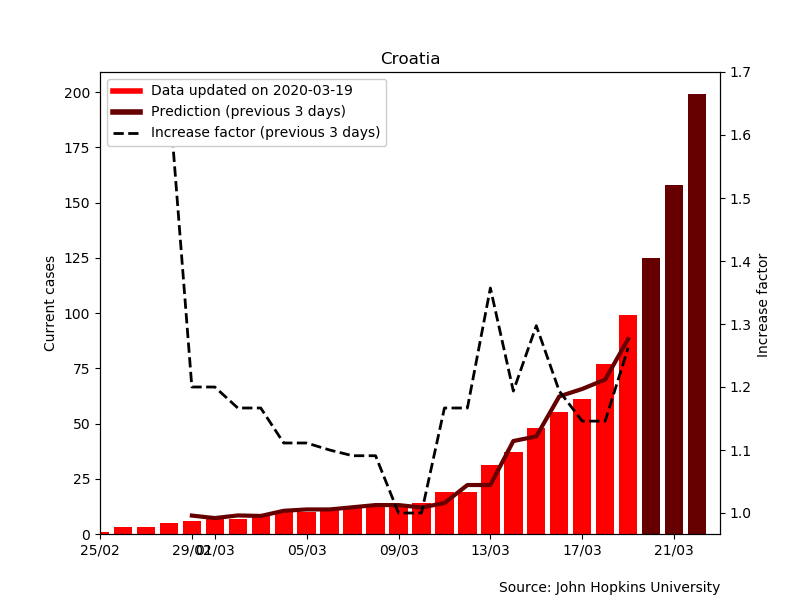 Croatia
Data updated on 2020-03-19
Prediction (previous 3 days)
Increase factor (previous 3 days)
Current cases
200
175
150
125
100
75
50
25
0
1.7
1.6
1.5
1.4
1.3
1.2
1.1
1.0
Increase factor
25/02 29/02 01/03 05/03 09/03 13/03 17/03 21/03
Source: John Hopkins University